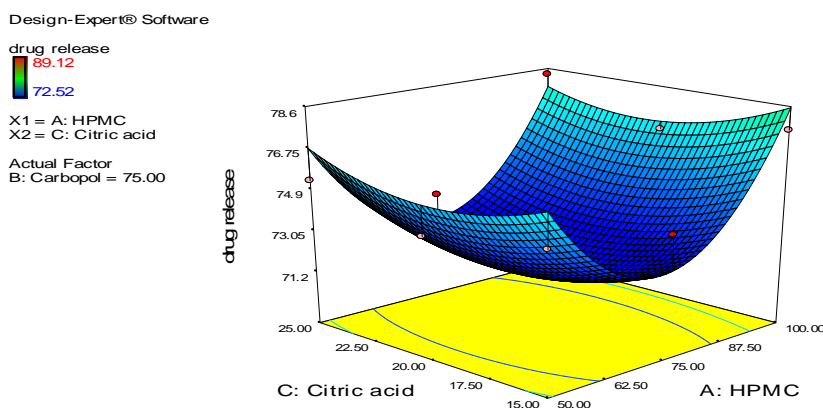 Design-Expert® Software
drug release
89.12
72.52
X1 = A: HPMC
X2 = C: Citric acid
Actual Factor
B: Carbopol = 75.00
drug release
78.6
76.75
74.9
73.05
71.2
25.00
22.50
20.00
17.50
15.00
C: Citric acid
50.00
62.50
75.00
87.50
100.00
A: HPMC